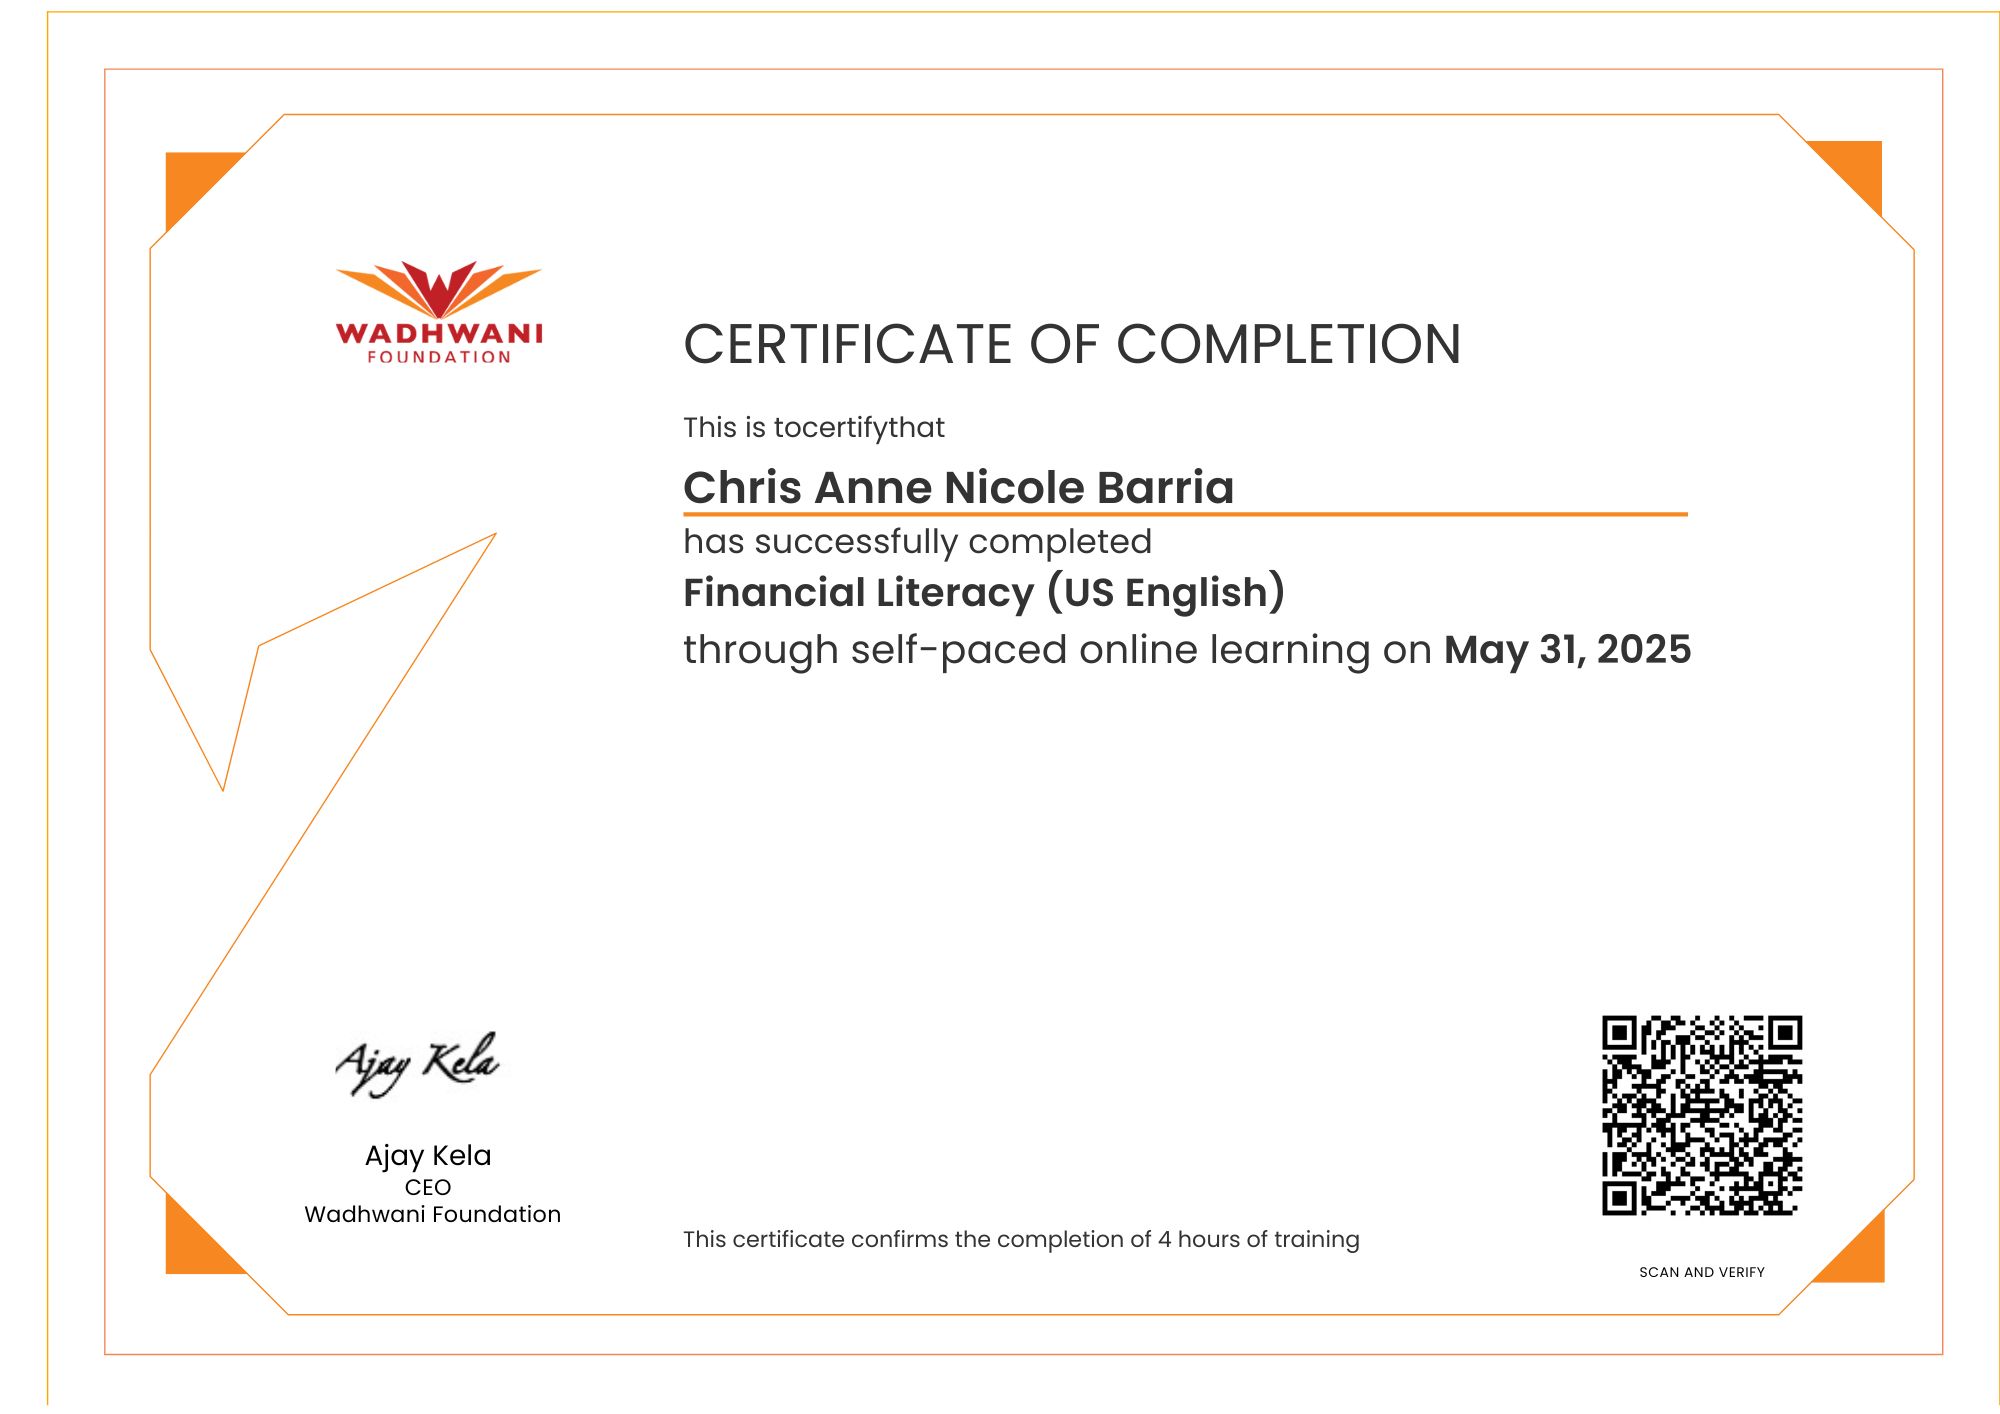 WADHWANI
FOUNDATION
CERTIFICATE OF COMPLETION
This is tocertifythat
Chris Anne Nicole Barria
has successfully completed
Financial Literacy (US English)
through self-paced online learning on May 31, 2025
Ajay Kela
Ajay Kela
CEO
Wadhwani Foundation
This certificate confirms the completion of 4 hours of training
SCAN AND VERIFY